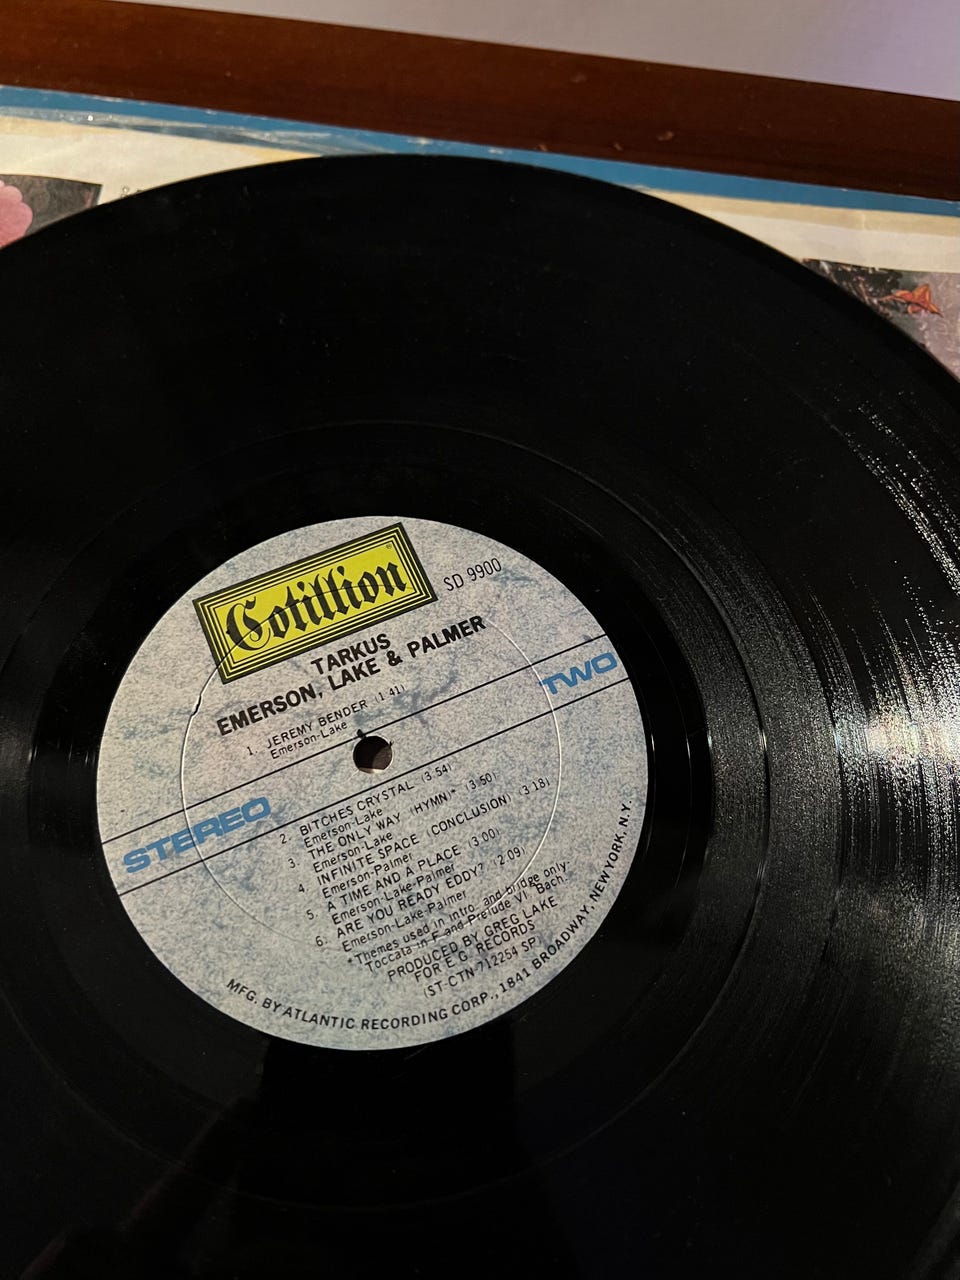 Cotillion
®
SD 9900
TARKUS
EMERSON, LAKE & PALMER
1. JEREMY BENDER (1:41)
Emerson-Lake
STEREO
TWO
2. BITCHES CRYSTAL (3:54)
Emerson-Lake
3. THE ONLY WAY (HYMN)* (3:50)
Emerson-Lake
4. INFINITE SPACE (CONCLUSION) (3:18)
Emerson-Palmer
5. A TIME AND A PLACE (3:00)
Emerson-Lake-Palmer
6. ARE YOU READY EDDY? (2:09)
Emerson-Lake-Palmer
*Themes used in intro and bridge only-
Toccata in F and Prelude VI Bach.
PRODUCED BY GREG LAKE
FOR E.G. RECORDS
(ST-CTN-712254 SP)
MFG. BY ATLANTIC RECORDING CORP., 1841 BROADWAY, NEW YORK, N.Y.